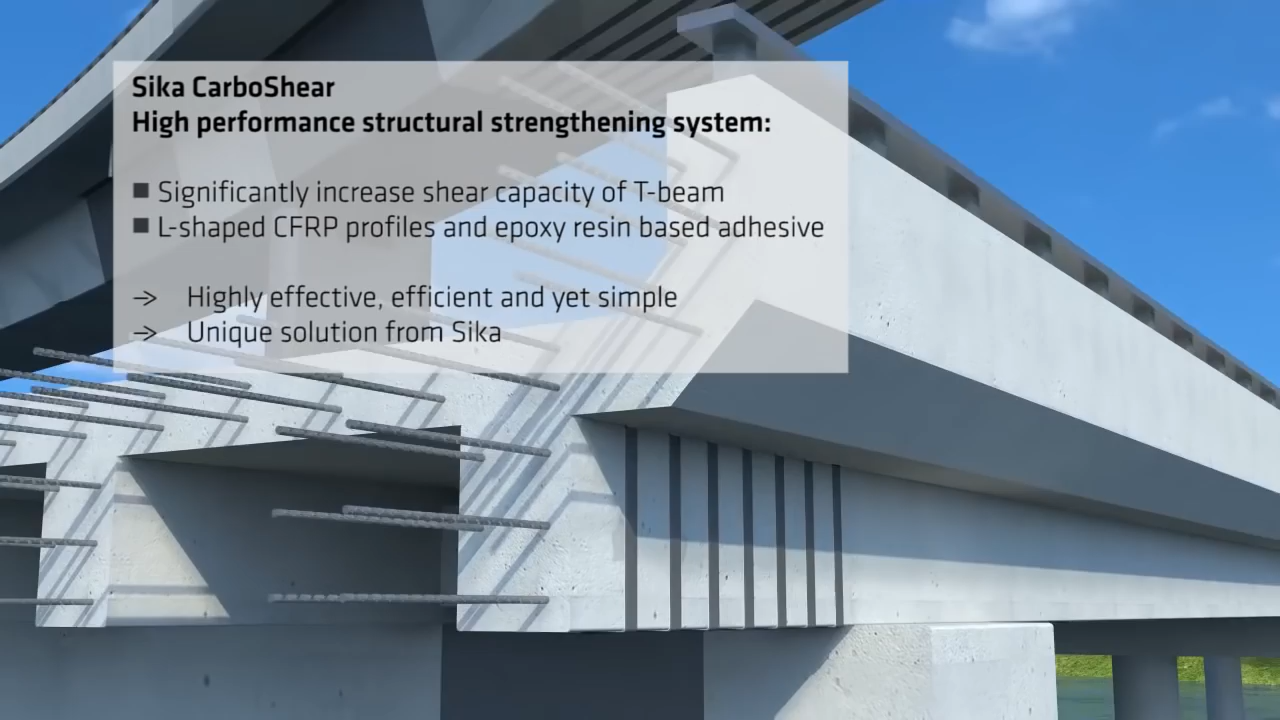 Sika CarboShear
High performance structural strengthening system:
■ Significantly increase shear capacity of T-beam
■ L-shaped CFRP profiles and epoxy resin based adhesive
→ Highly effective, efficient and yet simple
→ Unique solution from Sika